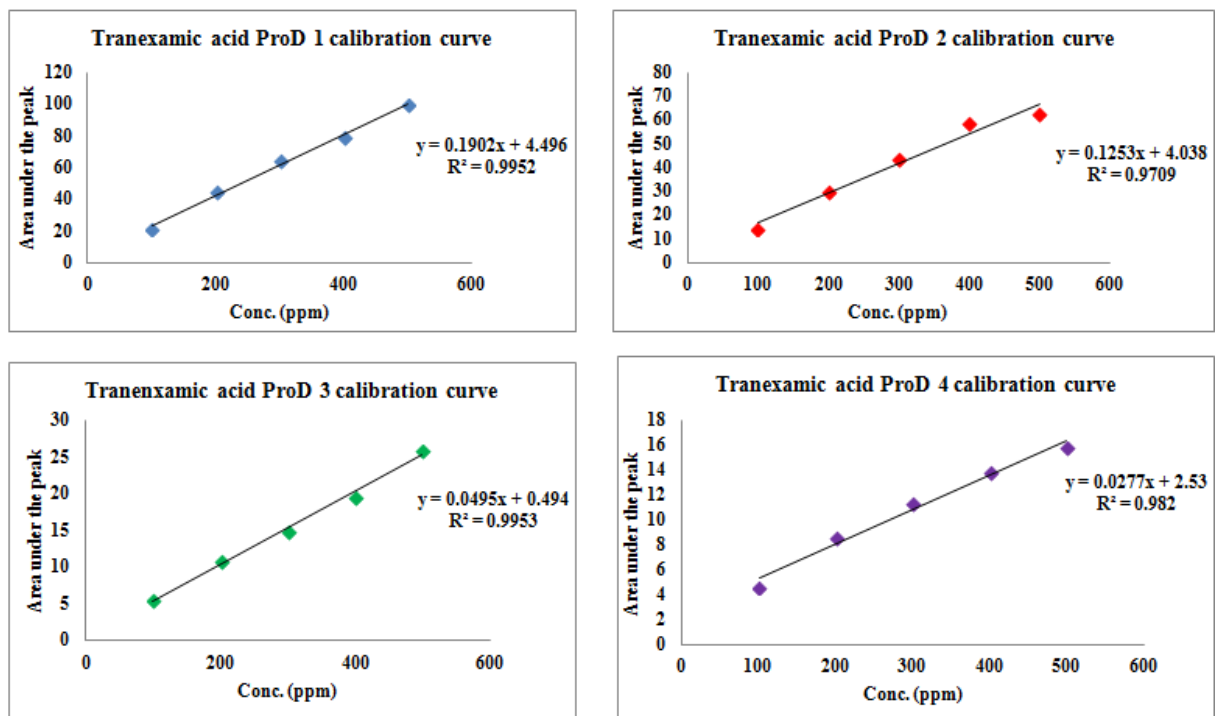 Tranexamic acid ProD 1 calibration curve
120
100
80
60
40
20
0
0
200
400
600
Area under the peak
Conc. (ppm)
y = 0.1902x + 4.496
R² = 0.9952
Tranexamic acid ProD 2 calibration curve
80
70
60
50
40
30
20
10
0
0
100
200
300
400
500
600
Area under the peak
Conc. (ppm)
y = 0.1253x + 4.038
R² = 0.9709
Tranenxamic acid ProD 3 calibration curve
30
25
20
15
10
5
0
0
200
400
600
Area under the peak
Conc. (ppm)
y = 0.0495x + 0.494
R² = 0.9953
Tranexamic acid ProD 4 calibration curve
18
16
14
12
10
8
6
4
2
0
0
100
200
300
400
500
600
Area under the peak
Conc. (ppm)
y = 0.0277x + 2.53
R² = 0.982